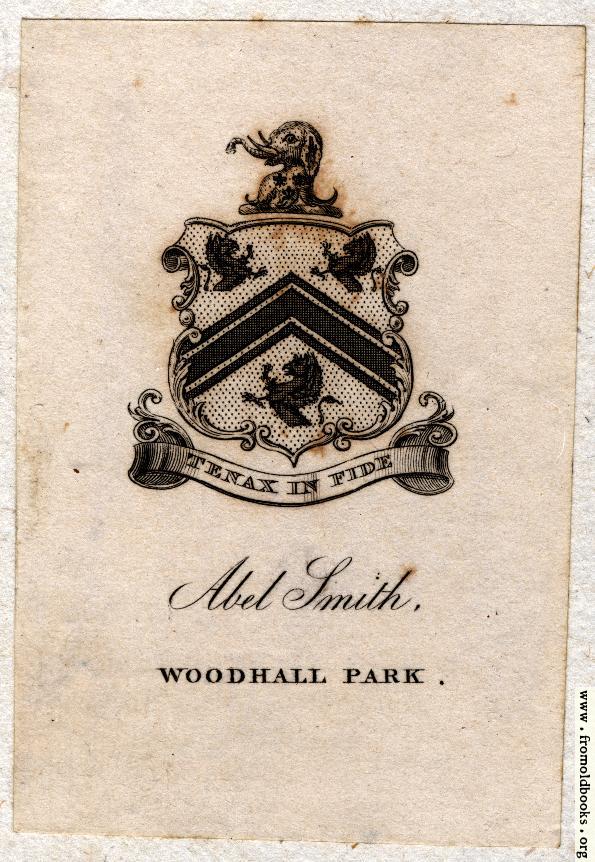 TENAX IN FIDE
Abel Smith.
WOODHALL PARK.
www.fromoldbooks.org